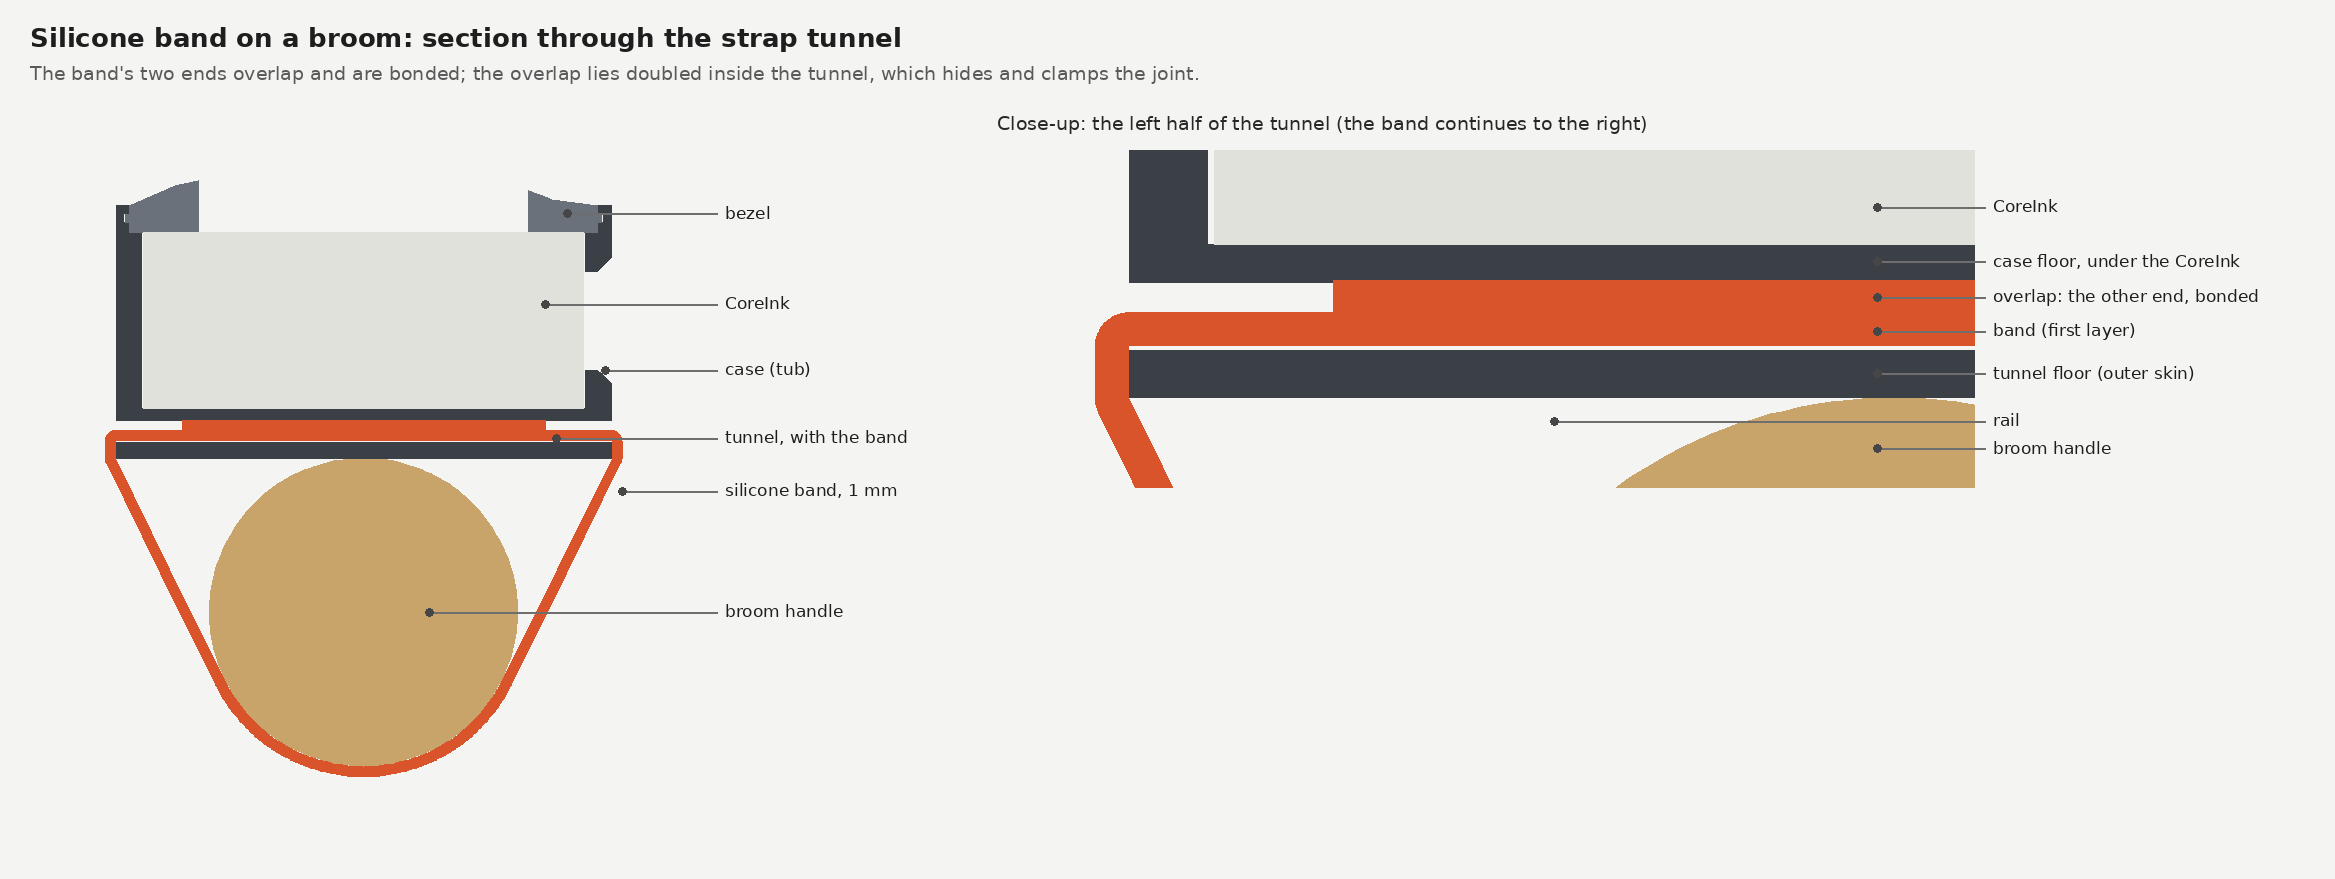 Silicone band on a broom: section through the strap tunnel
The band's two ends overlap and are bonded; the overlap lies doubled inside the tunnel, which hides and clamps the joint.
bezel
CoreInk
case (tub)
tunnel, with the band
silicone band, 1 mm
broom handle
Close-up: the left half of the tunnel (the band continues to the right)
CoreInk
case floor, under the CoreInk
overlap: the other end, bonded
band (first layer)
tunnel floor (outer skin)
rail
broom handle